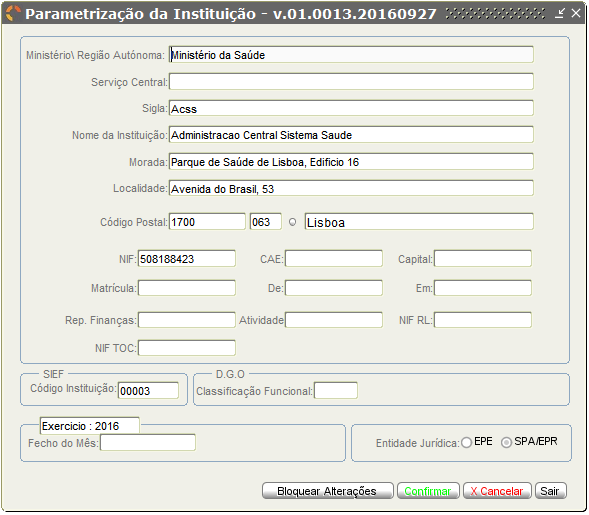 Parametrização da Instituição - v.01.0013.20160927
Ministério\ Região Autónoma: Ministério da Saúde
Serviço Central:
Sigla: Acss
Nome da Instituição: Administracao Central Sistema Saude
Morada: Parque de Saúde de Lisboa, Edificio 16
Localidade: Avenida do Brasil, 53
Código Postal: 1700 063 Lisboa
NIF: 508188423 CAE: Capital:
Matrícula: De: Em:
Rep. Finanças: Atividade NIF RL:
NIF TOC:
SIEF D.G.O
Código Instituição: 00003 Classificação Funcional:
Exercicio : 2016
Fecho do Mês: Entidade Jurídica: EPE SPA/EPR
Bloquear Alterações Confirmar X Cancelar Sair